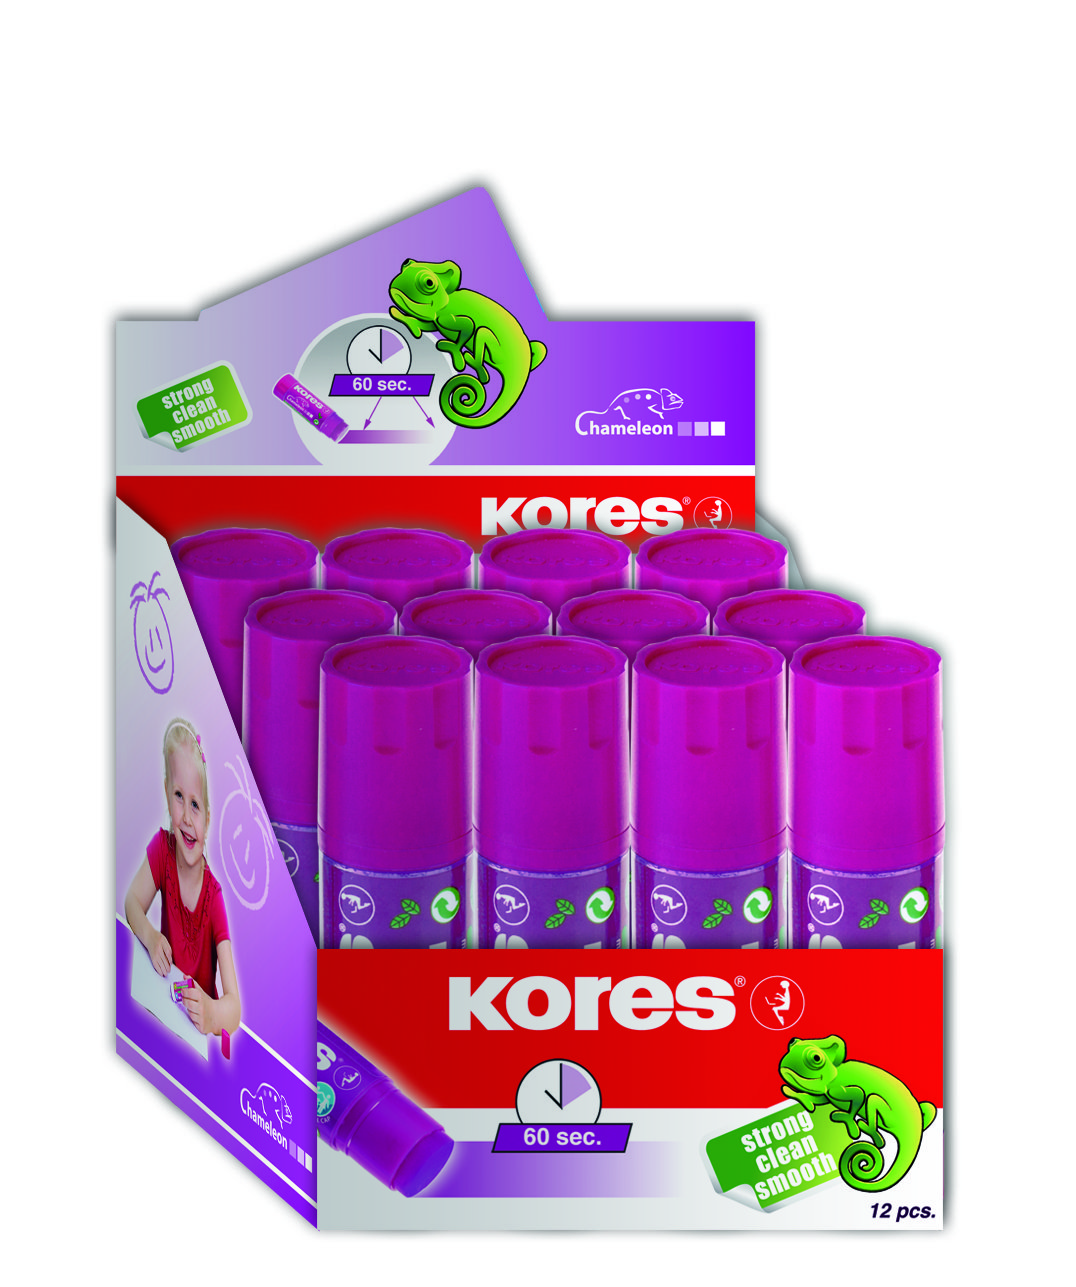 60 sec.
strong
clean
smooth
KORES
Chameleon
KORES®
KORES®
60 sec.
strong
clean
smooth
Chameleon
12 pcs.